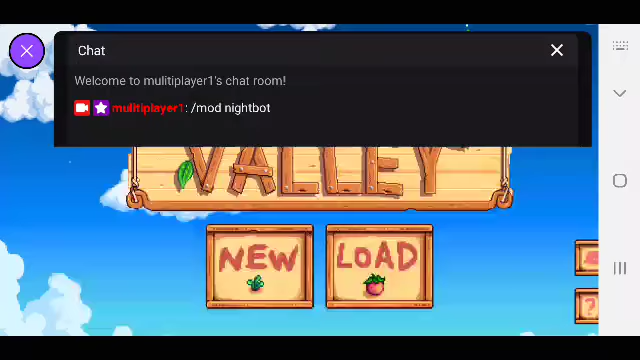 Chat
Welcome to mulitiplayer1's chat room!
mulitiplayer1: /mod nightbot
VALLEY
NEW
LOAD
?